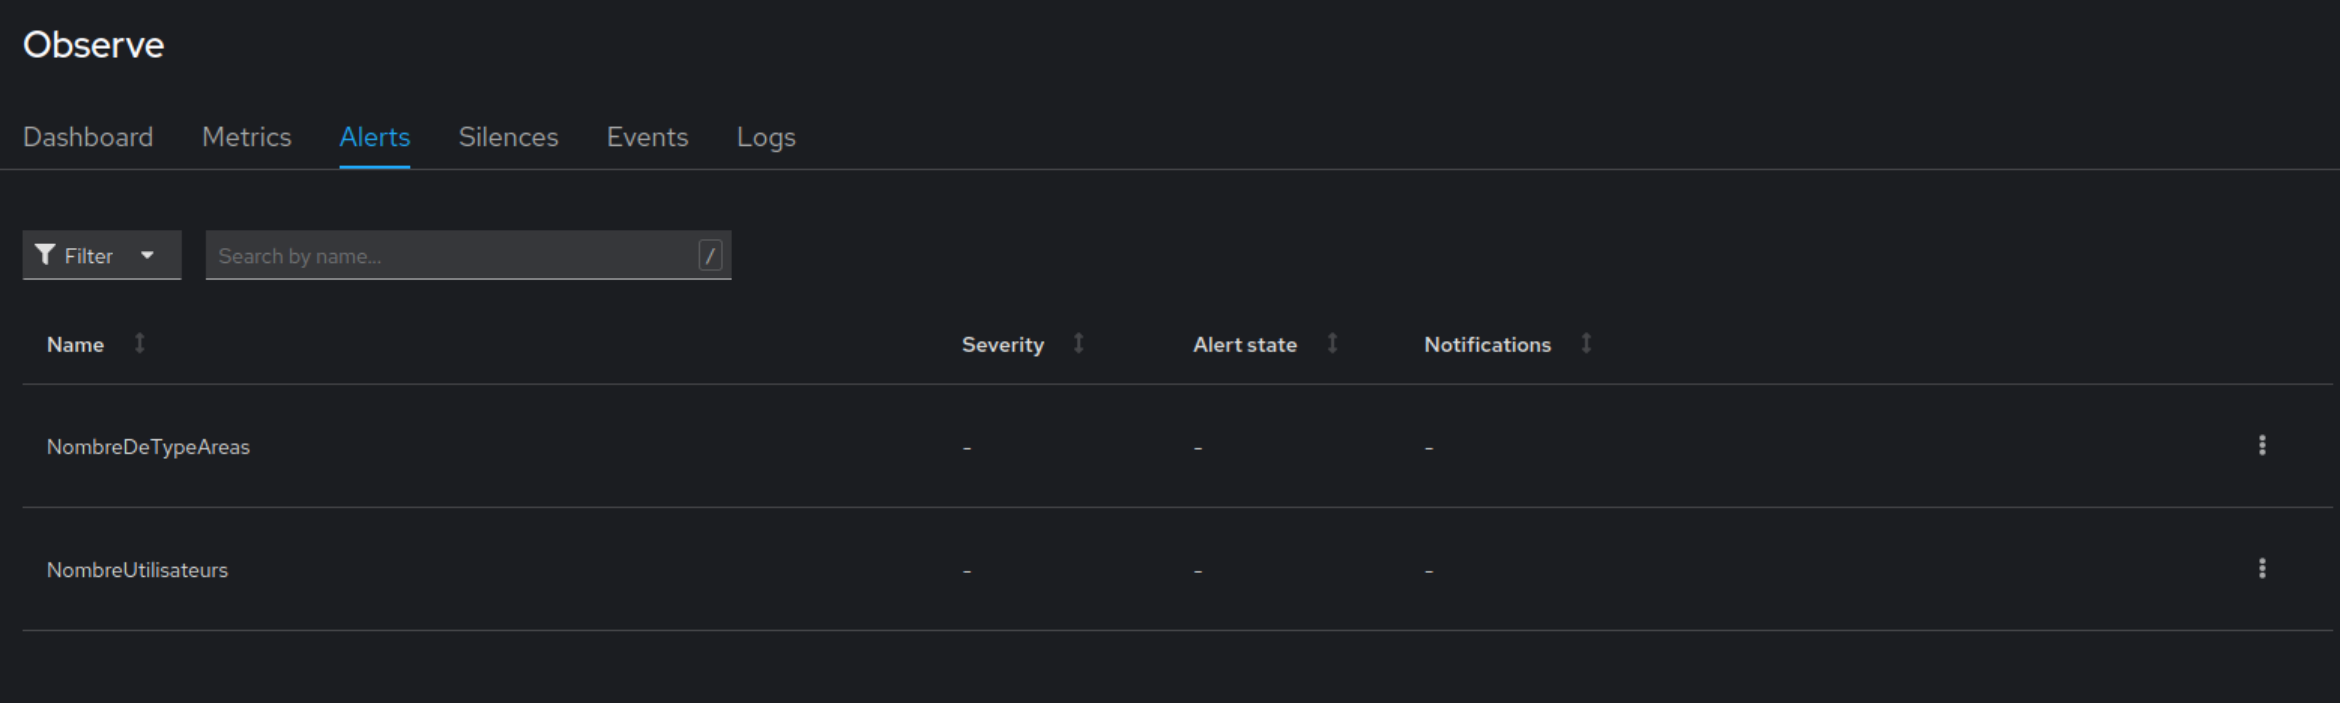 Observe
Dashboard Metrics Alerts Silences Events Logs
Filter Search by name... /
Name Severity Alert state Notifications
NombreDeTypeAreas - - -
NombreUtilisateurs - - -